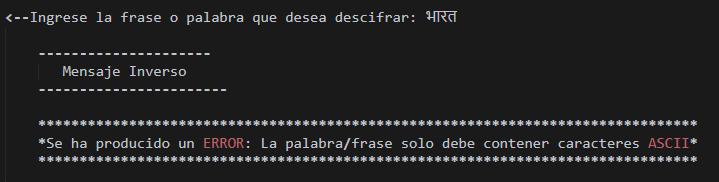 <--Ingrese la frase o palabra que desea descifrar: भारत
---------------------
Mensaje Inverso
-----------------------
********************************************************************************
*Se ha producido un ERROR: La palabra/frase solo debe contener caracteres ASCII*
********************************************************************************